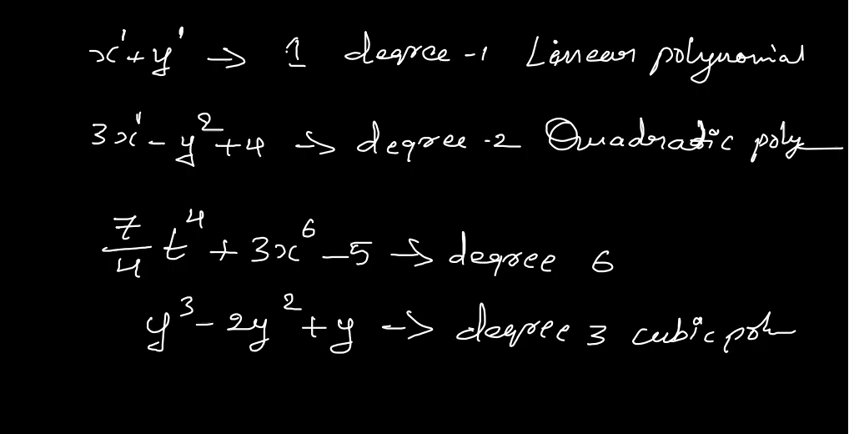 x¹+y¹ → 1 degree -1 Linear polynomial
3x¹ - y²+4 → degree -2 Quadratic poly
7/4 t⁴ + 3x⁶ -5 → degree 6
y³ - 2y² + y → degree 3 cubic poly